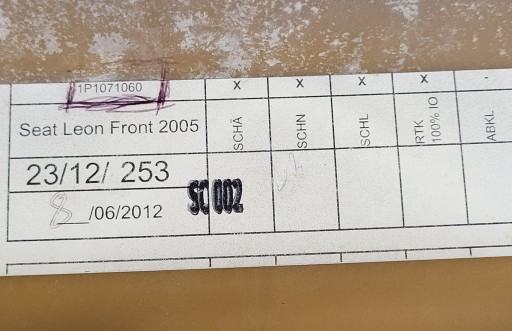 1P1071060 X X X X -
Seat Leon Front 2005 SCHÄ SCHN SCHL RTK 100% IO ABKL
23/12/ 253
8 /06/2012 SC 002